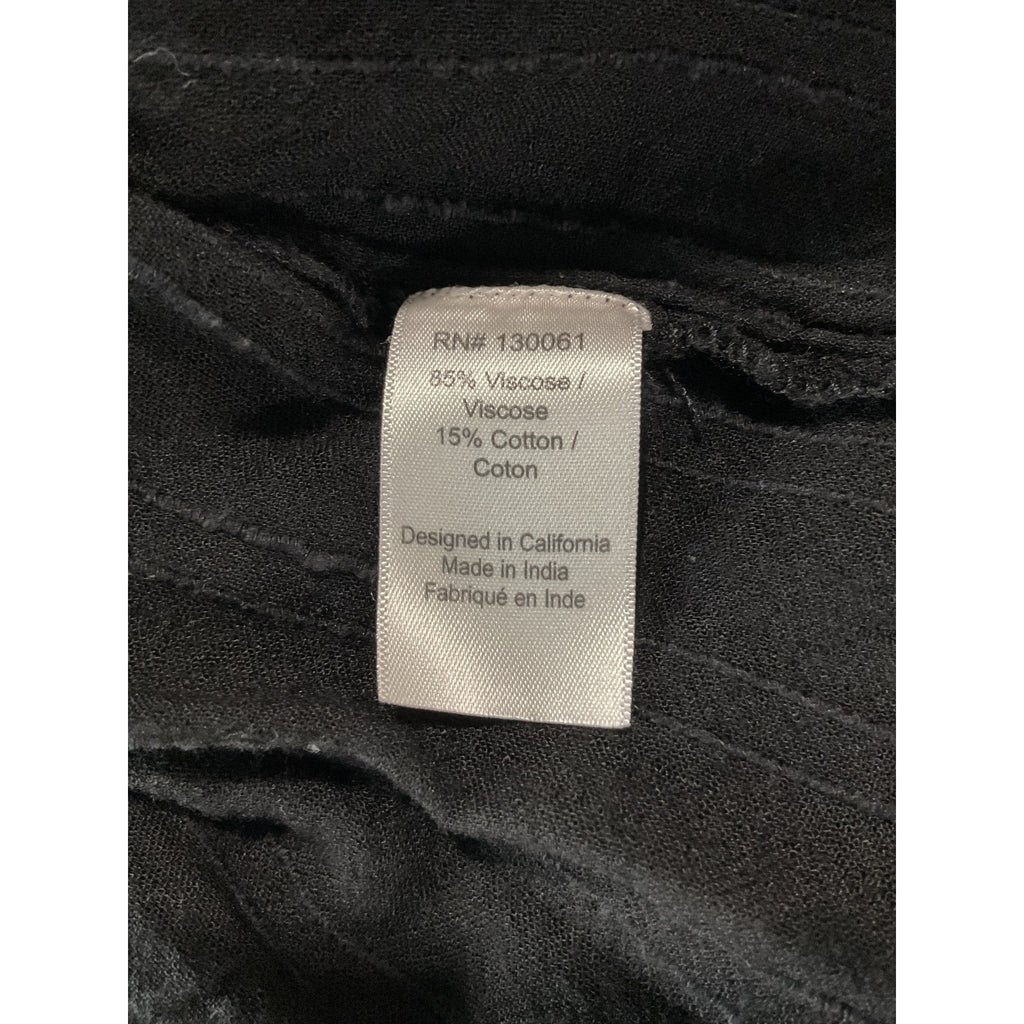 RN# 130061
85% Viscose /
Viscose
15% Cotton /
Coton
Designed in California
Made in India
Fabriqué en Inde